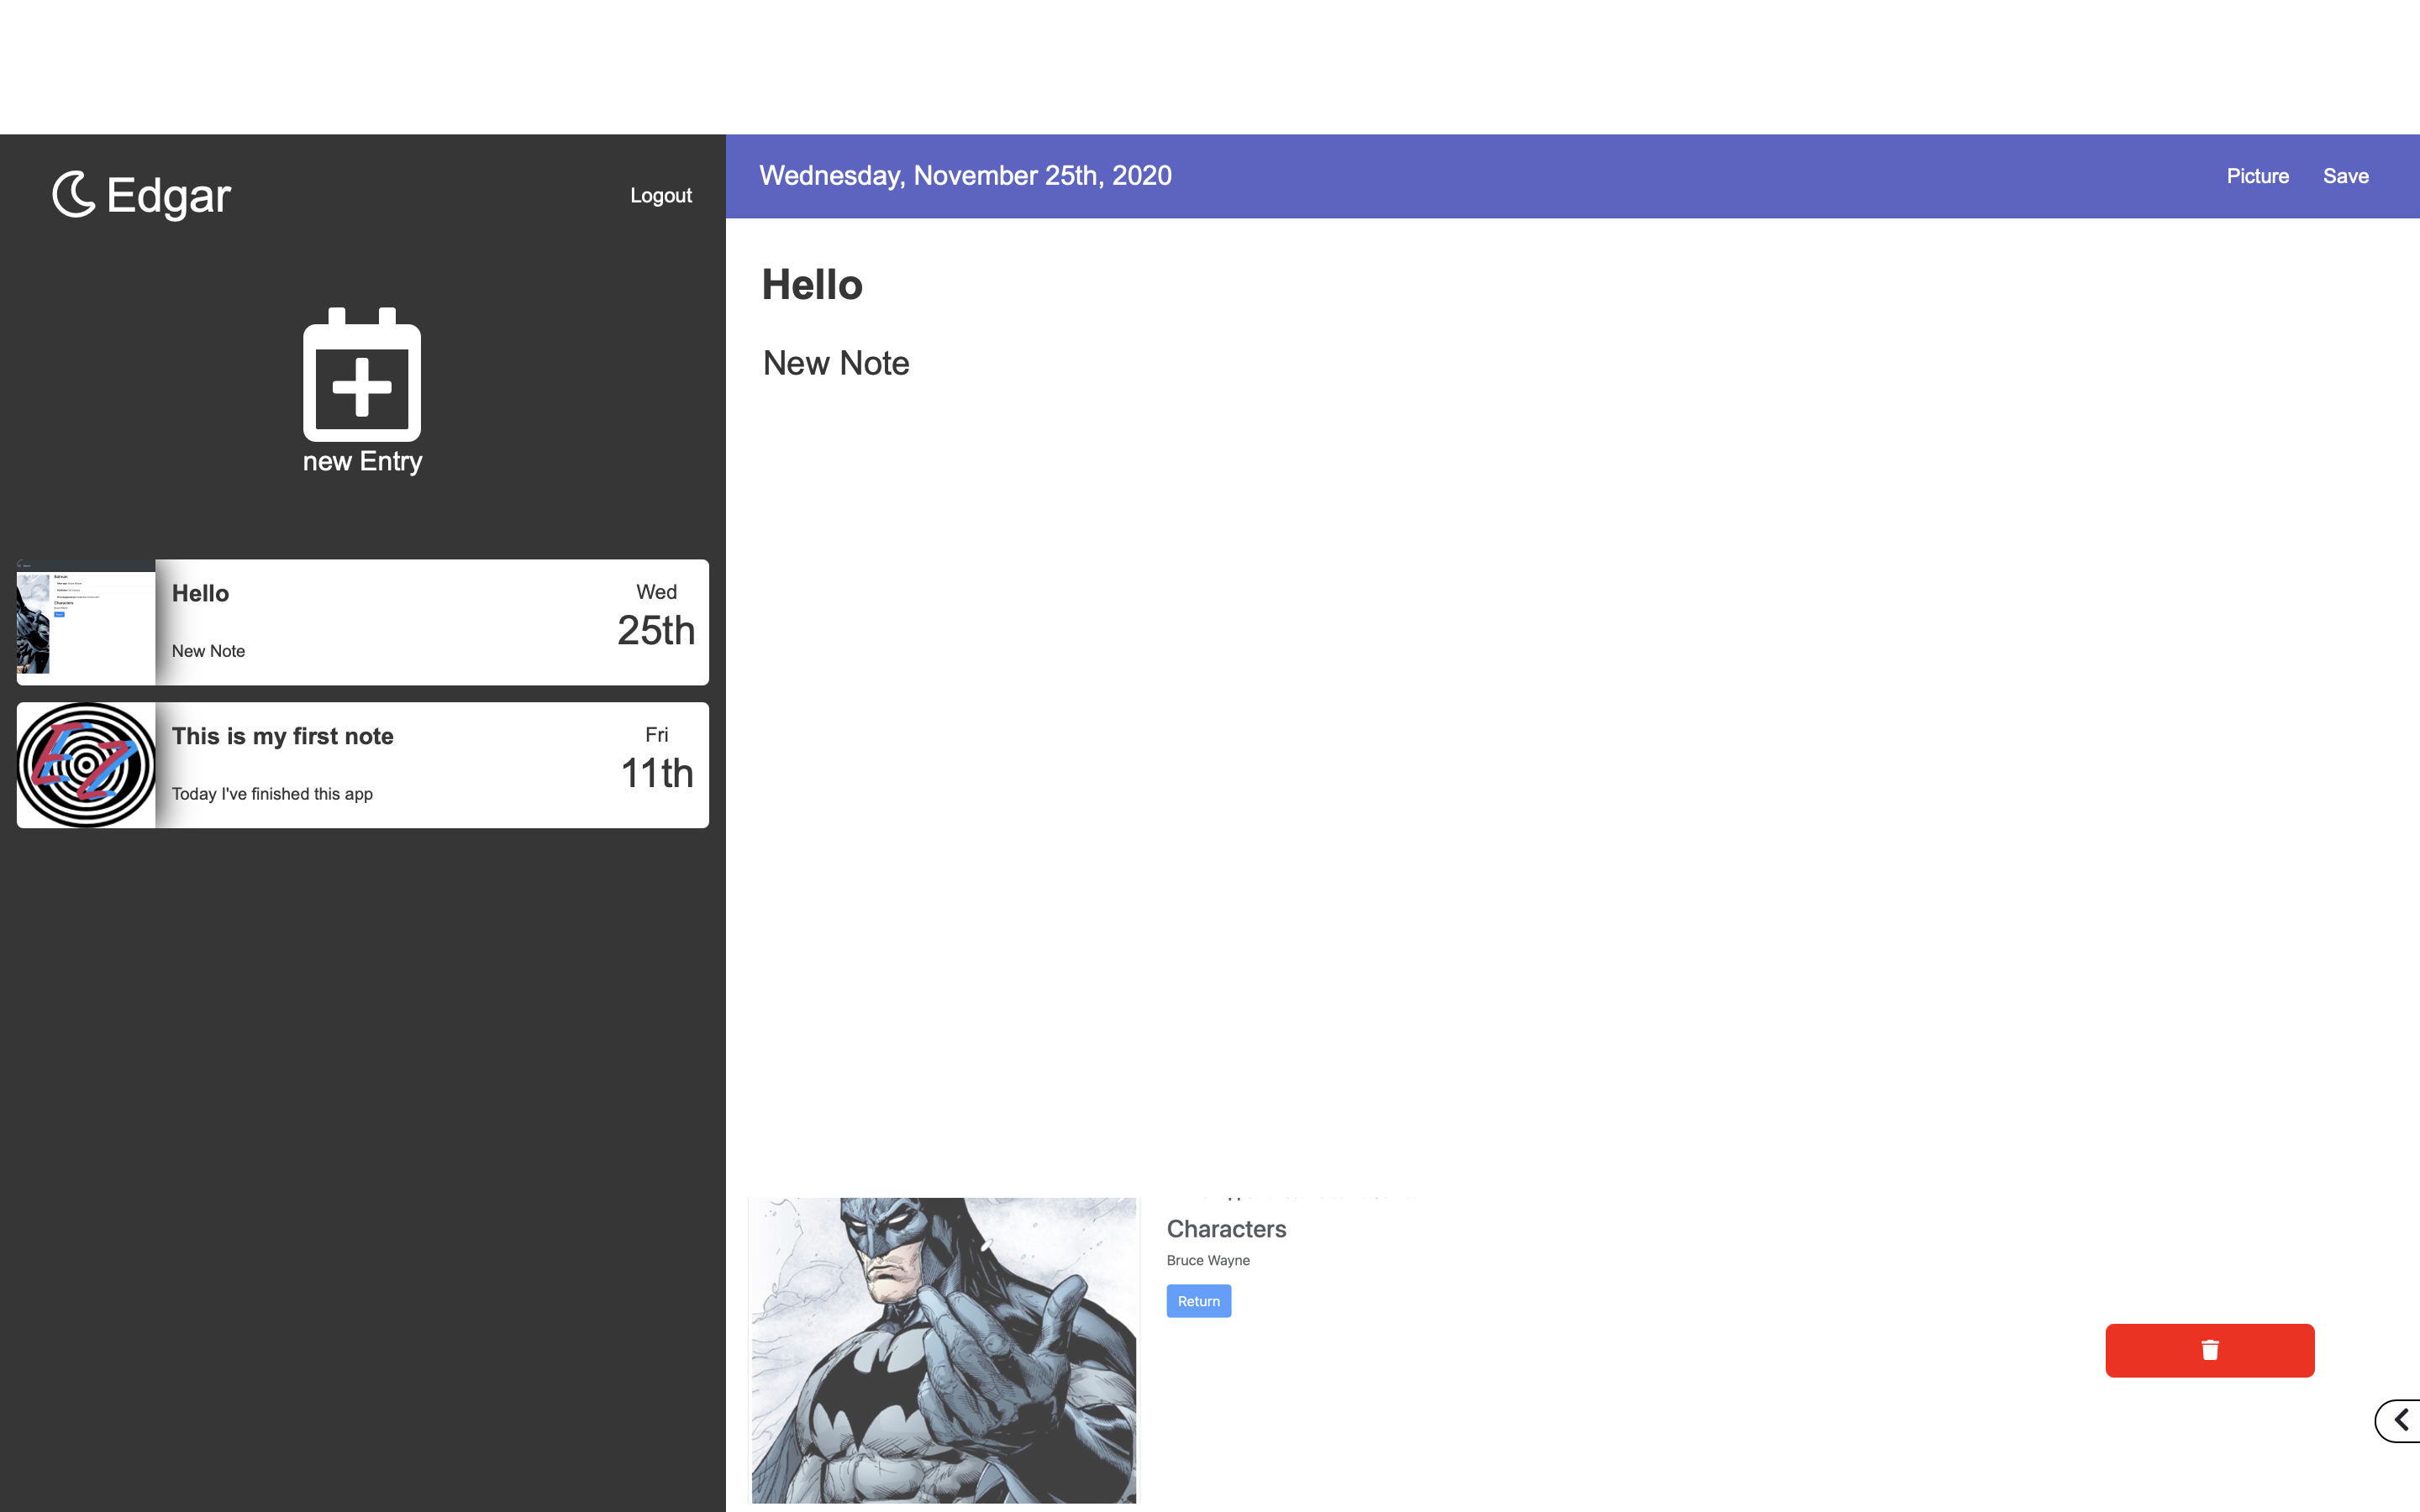 Edgar
Logout
new Entry
Hello
New Note
Wed
25th
This is my first note
Today I've finished this app
Fri
11th
Wednesday, November 25th, 2020
Picture
Save
Hello
New Note
Characters
Bruce Wayne
Return